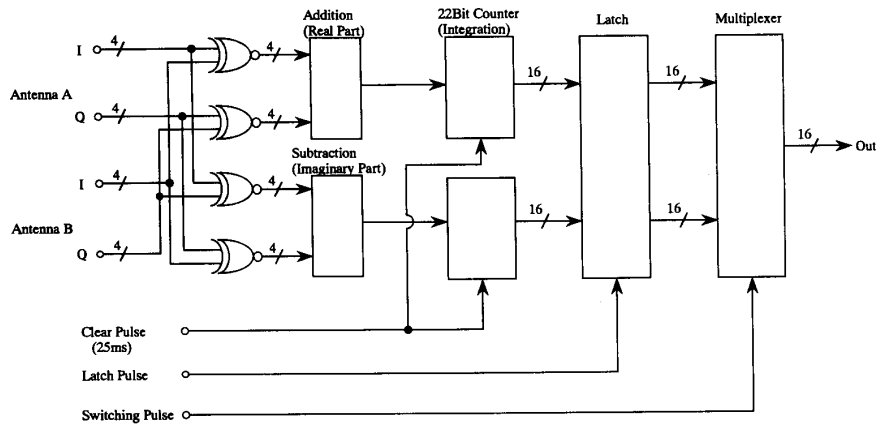 Addition
(Real Part)
22Bit Counter
(Integration)
Latch
Multiplexer
I
4
4
Antenna A
Q
4
4
16
16
16
Out
Subtraction
(Imaginary Part)
I
4
4
16
16
Antenna B
Q
4
4
Clear Pulse
(25ms)
Latch Pulse
Switching Pulse